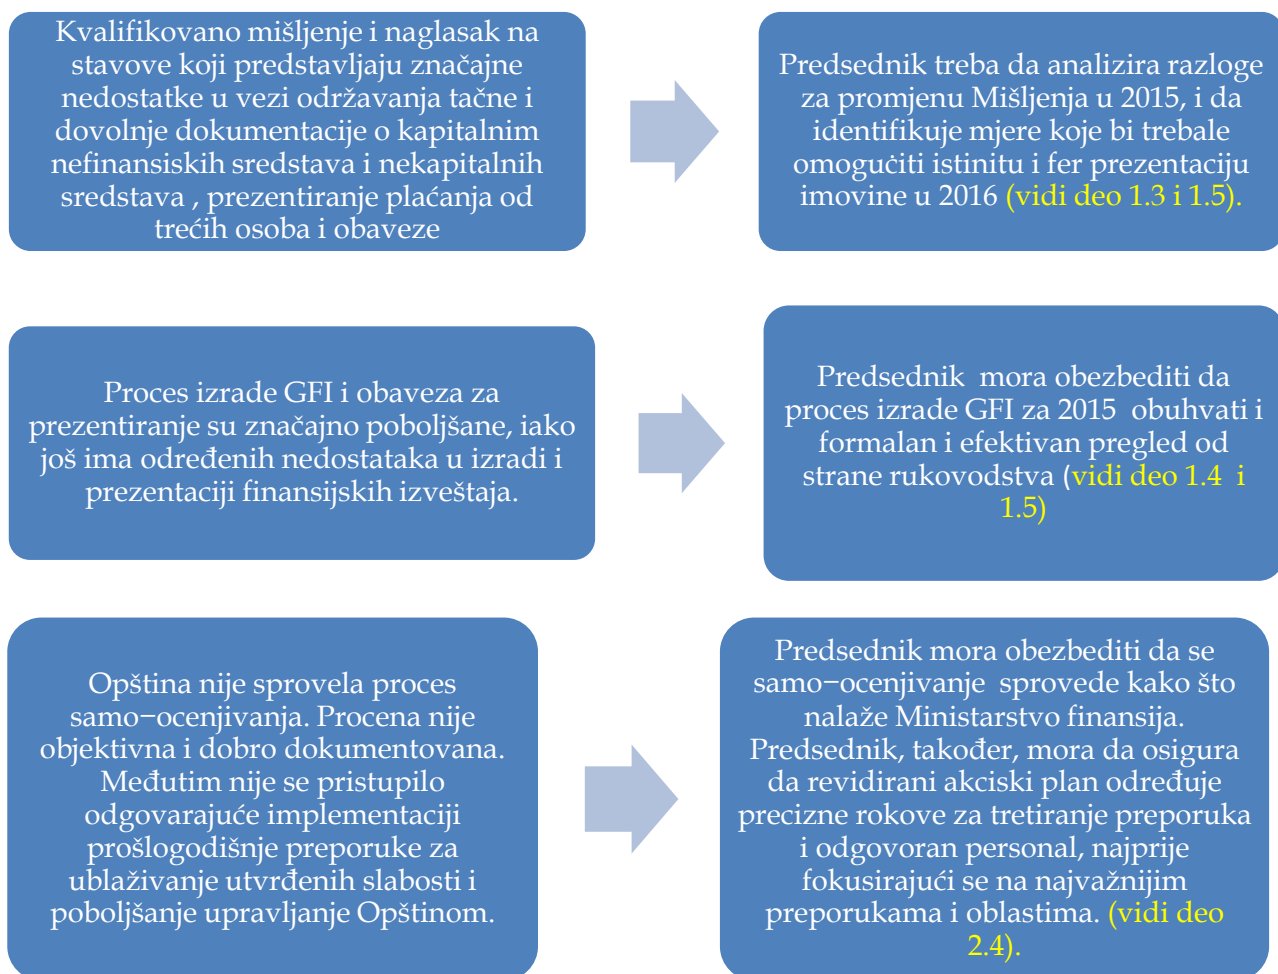 Kvalifikovano mišljenje i naglasak na
stavove koji predstavljaju značajne
nedostatke u vezi održavanja tačne i
dovolnje dokumentacije o kapitalnim
nefinansiskih sredstava i nekapitalnih
sredstava , prezentiranje plaćanja od
trećih osoba i obaveze
Predsednik treba da analizira razloge
za promjenu Mišljenja u 2015, i da
identifikuje mjere koje bi trebale
omogučiti istinitu i fer prezentaciju
imovine u 2016 (vidi deo 1.3 i 1.5).
Proces izrade GFI i obaveza za
prezentiranje su značajno poboljšane, iako
još ima određenih nedostataka u izradi i
prezentaciji finansijskih izveštaja.
Predsednik mora obezbediti da
proces izrade GFI za 2015 obuhvati i
formalan i efektivan pregled od
strane rukovodstva (vidi deo 1.4 i
1.5)
Opština nije sprovela proces
samo−ocenjivanja. Procena nije
objektivna i dobro dokumentovana.
Međutim nije se pristupilo
odgovarajuće implementaciji
prošlogodišnje preporuke za
ublaživanje utvrđenih slabosti i
poboljšanje upravljanje Opštinom.
Predsednik mora obezbediti da se
samo−ocenjivanje sprovede kako što
nalaže Ministarstvo finansija.
Predsednik, također, mora da osigura
da revidirani akciski plan određuje
precizne rokove za tretiranje preporuka
i odgovoran personal, najprije
fokusirajući se na najvažnijim
preporukama i oblastima. (vidi deo
2.4).